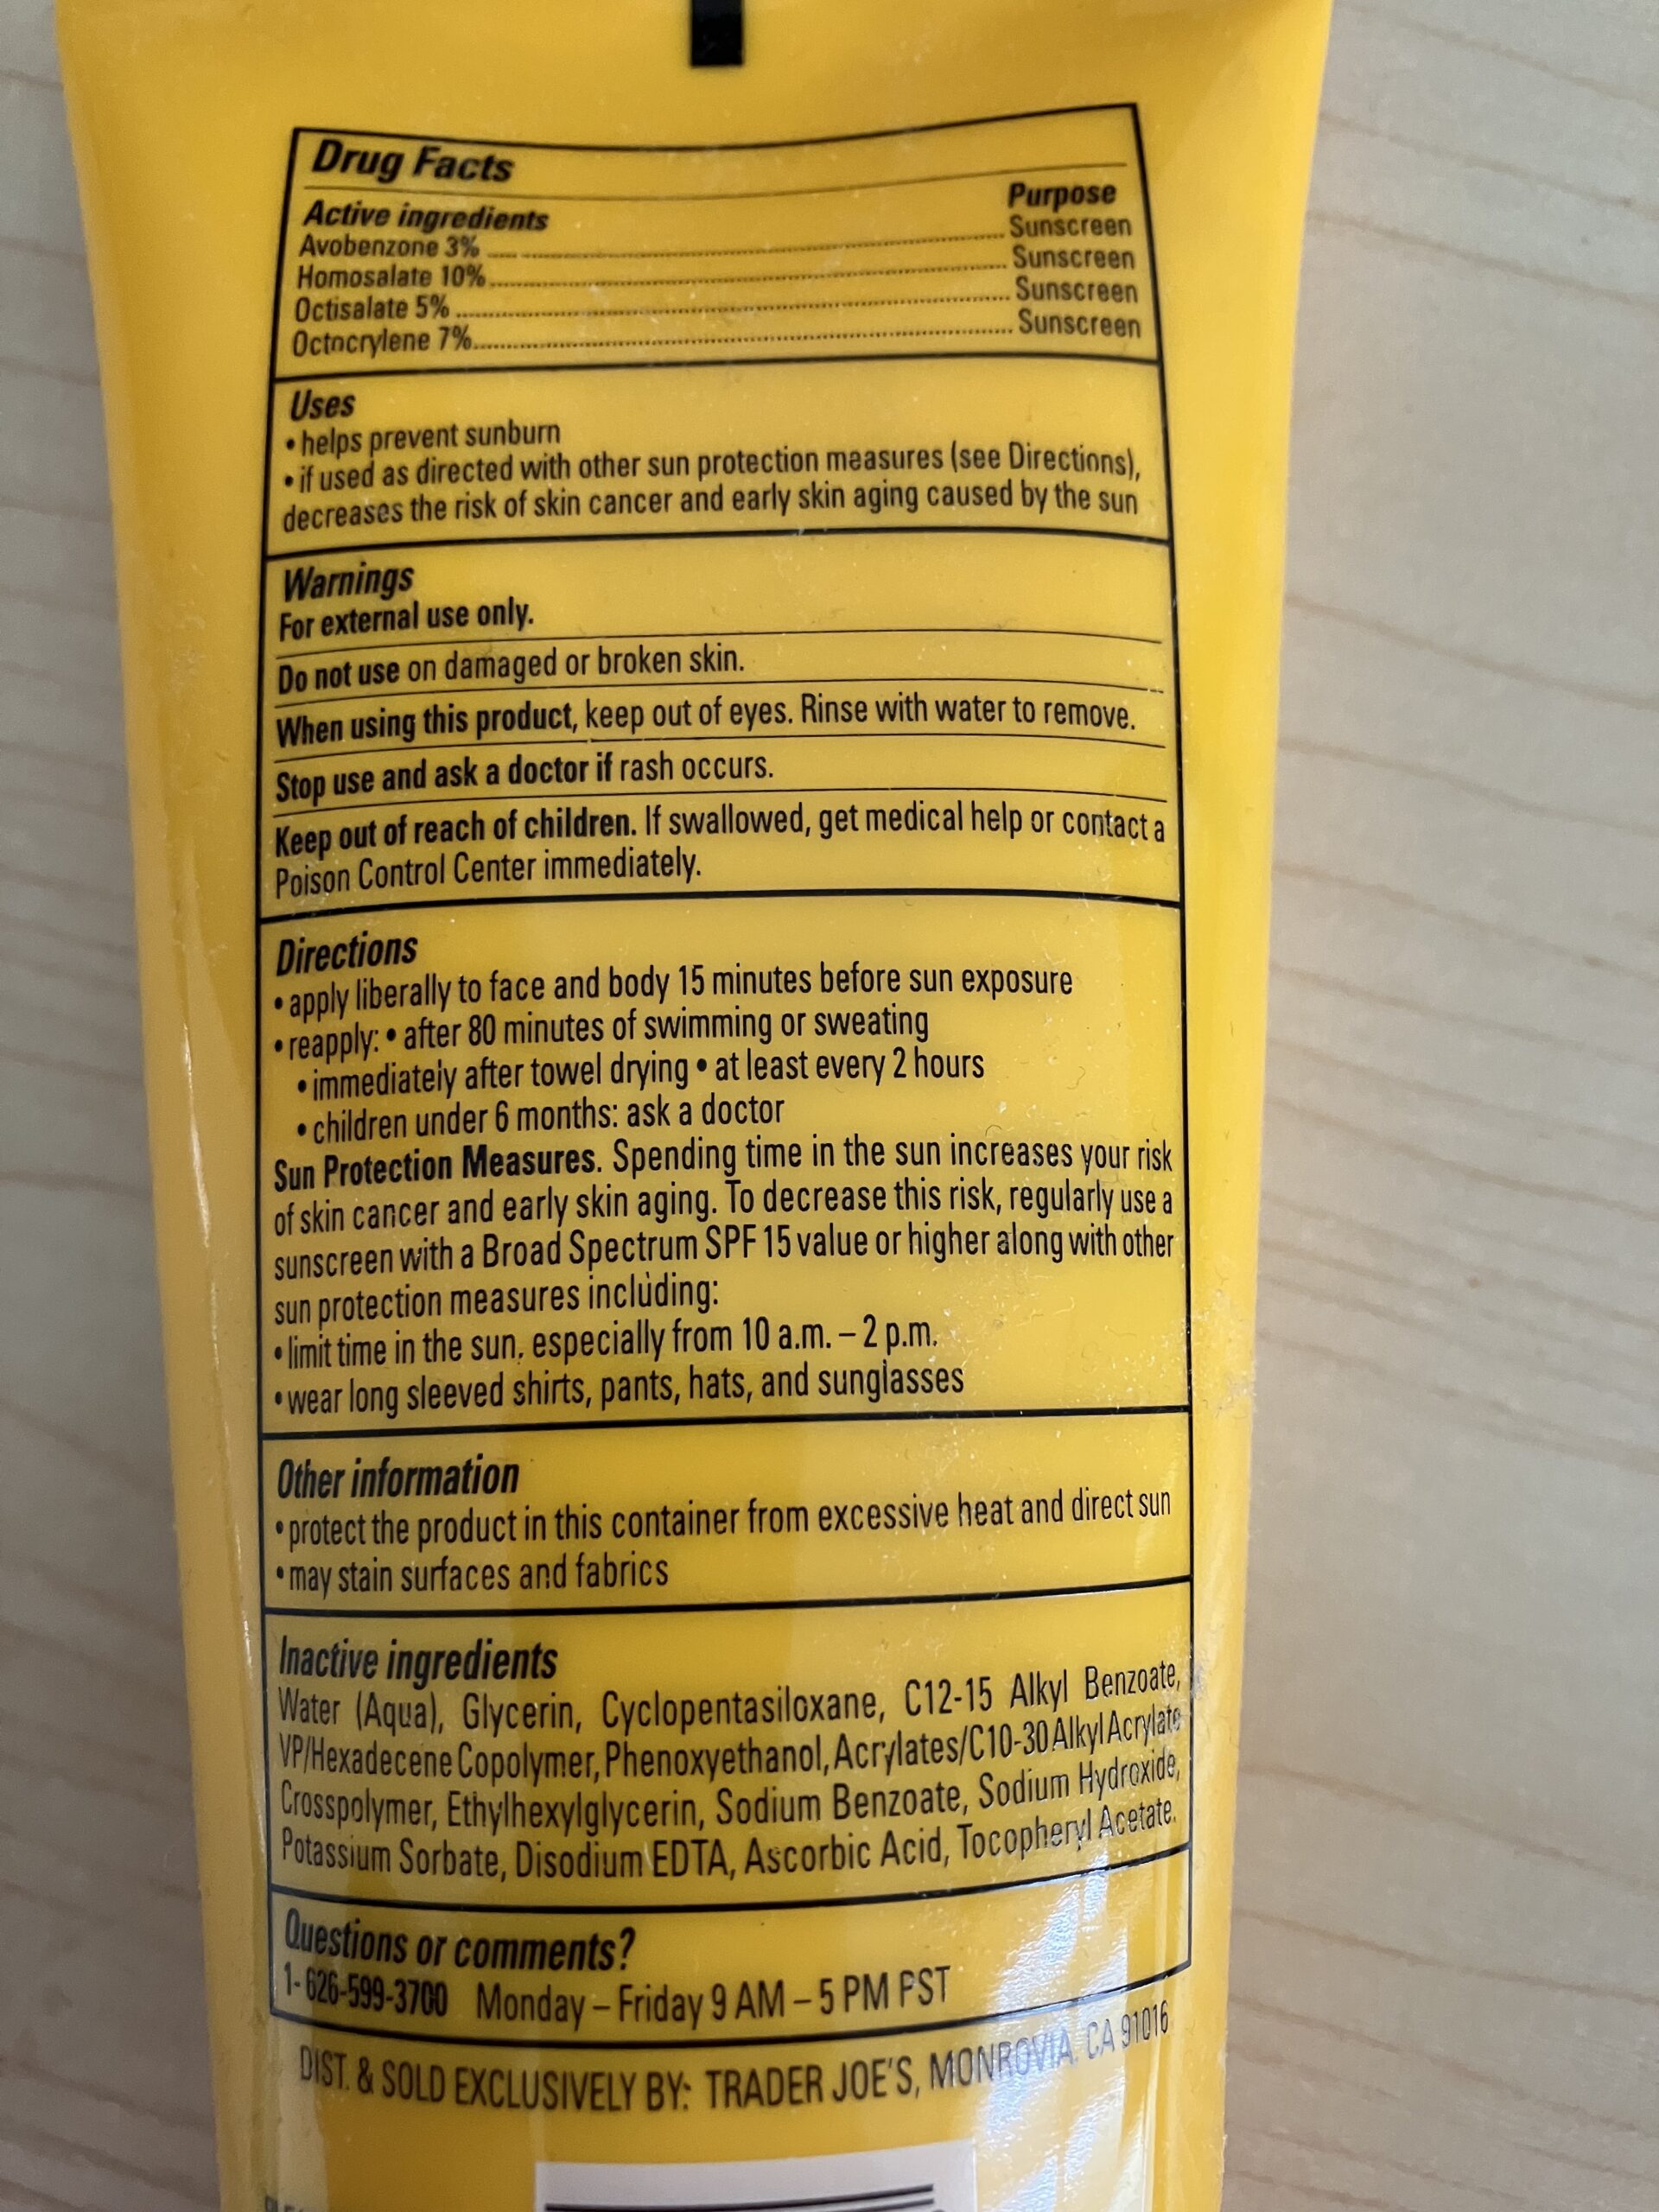 Drug Facts
Active ingredients Purpose
Avobenzone 3% Sunscreen
Homosalate 10% Sunscreen
Octisalate 5% Sunscreen
Octocrylene 7% Sunscreen
Uses
• helps prevent sunburn
• if used as directed with other sun protection measures (see Directions),
decreases the risk of skin cancer and early skin aging caused by the sun
Warnings
For external use only.
Do not use on damaged or broken skin.
When using this product, keep out of eyes. Rinse with water to remove.
Stop use and ask a doctor if rash occurs.
Keep out of reach of children. If swallowed, get medical help or contact a
Poison Control Center immediately.
Directions
• apply liberally to face and body 15 minutes before sun exposure
• reapply: • after 80 minutes of swimming or sweating
• immediately after towel drying • at least every 2 hours
• children under 6 months: ask a doctor
Sun Protection Measures. Spending time in the sun increases your risk
of skin cancer and early skin aging. To decrease this risk, regularly use a
sunscreen with a Broad Spectrum SPF 15 value or higher along with other
sun protection measures including:
• limit time in the sun, especially from 10 a.m. – 2 p.m.
• wear long sleeved shirts, pants, hats, and sunglasses
Other information
• protect the product in this container from excessive heat and direct sun
• may stain surfaces and fabrics
Inactive ingredients
Water (Aqua), Glycerin, Cyclopentasiloxane, C12-15 Alkyl Benzoate,
VP/Hexadecene Copolymer, Phenoxyethanol, Acrylates/C10-30 Alkyl Acrylate
Crosspolymer, Ethylhexylglycerin, Sodium Benzoate, Sodium Hydroxide,
Potassium Sorbate, Disodium EDTA, Ascorbic Acid, Tocopheryl Acetate.
Questions or comments?
1-626-599-3700 Monday – Friday 9 AM – 5 PM PST
DIST. & SOLD EXCLUSIVELY BY: TRADER JOE'S, MONROVIA, CA 91016